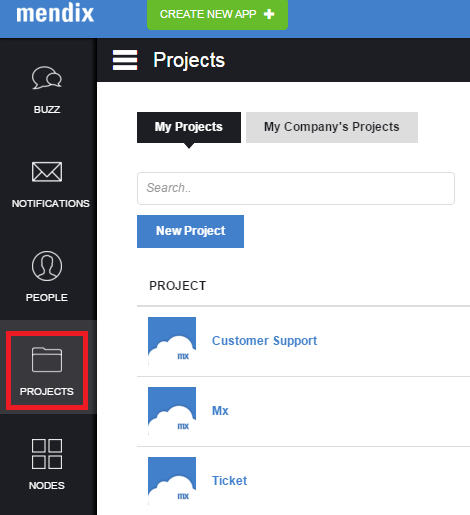 mendix
CREATE NEW APP +
BUZZ
NOTIFICATIONS
PEOPLE
PROJECTS
NODES
Projects
My Projects
My Company's Projects
Search..
New Project
PROJECT
mx
Customer Support
mx
Mx
mx
Ticket